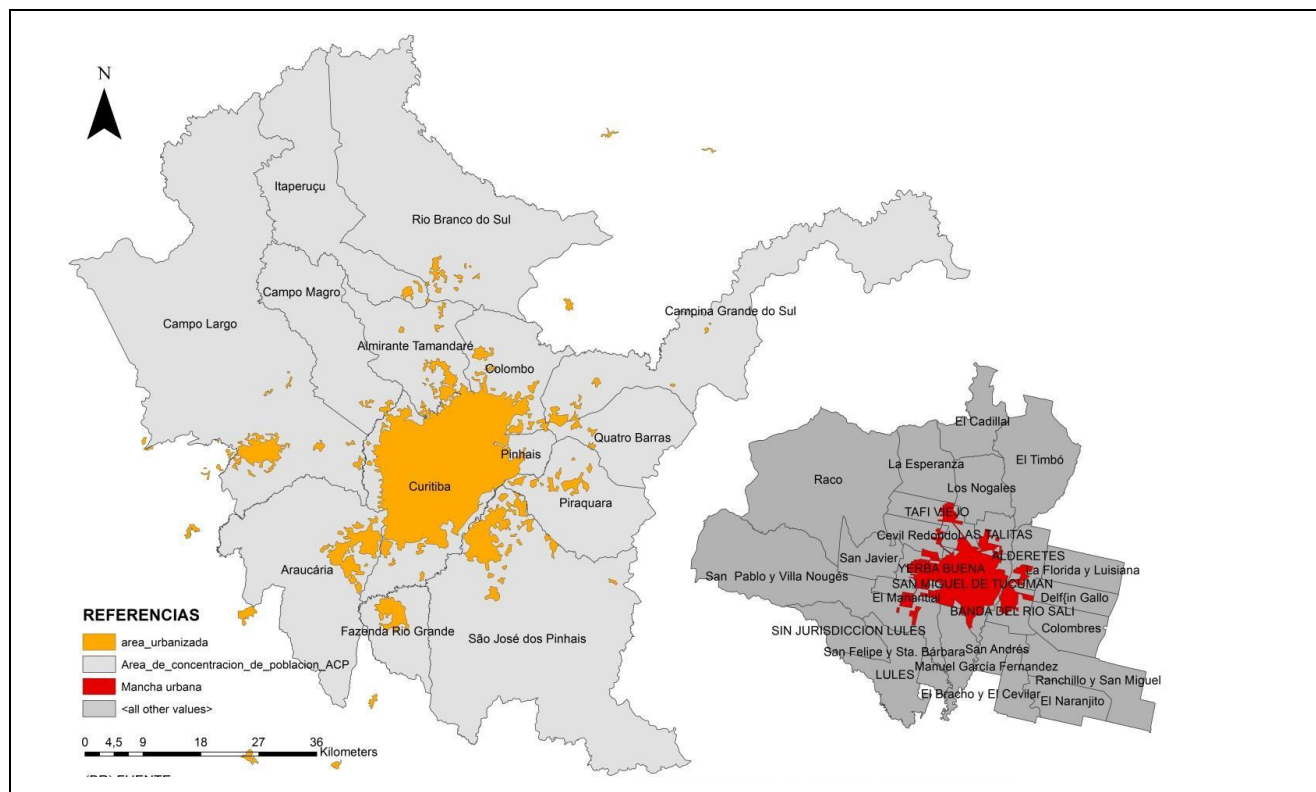 N
Itaperuçu
Rio Branco do Sul
Campo Magro
Campo Largo
Campina Grande do Sul
Almirante Tamandaré
Colombo
Quatro Barras
Pinhais
Curitiba
Piraquara
Araucária
Fazenda Rio Grande
São José dos Pinhais
REFERENCIAS
area_urbanizada
Area_de_concentracion_de_poblacion_ACP
Mancha urbana
<all other values>
0 4,5 9 18 27 36
Kilometers
El Cadillal
El Timbó
La Esperanza
Raco
Los Nogales
TAFI VIEJO
Cevil Redondo
LAS TALITAS
San Javier
ALDERETES
YERBA BUENA
La Florida y Luisiana
San Pablo y Villa Nougés
SAN MIGUEL DE TUCUMAN
El Manantial
Delf{in Gallo
BANDA DEL RIO SALI
Colombres
SIN JURISDICCION LULES
San Felipe y Sta. Bárbara
San Andrés
Manuel García Fernandez
LULES
Ranchillo y San Miguel
El Bracho y El Cevilar
El Naranjito